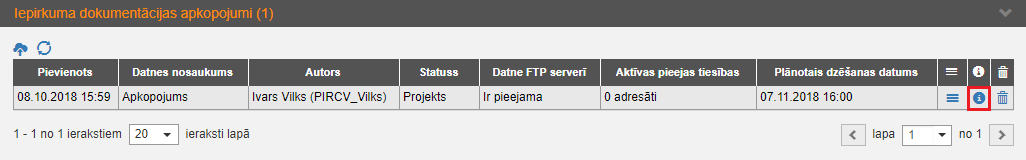 Iepirkuma dokumentācijas apkopojumi (1)
Pievienots Datnes nosaukums Autors Statuss Datne FTP serverī Aktīvas pieejas tiesības Plānotais dzēšanas datums
08.10.2018 15:59 Apkopojums Ivars Vilks (PIRCV_Vilks) Projekts Ir pieejama 0 adresāti 07.11.2018 16:00
1 - 1 no 1 ierakstiem 20 ieraksti lapā lapa 1 no 1